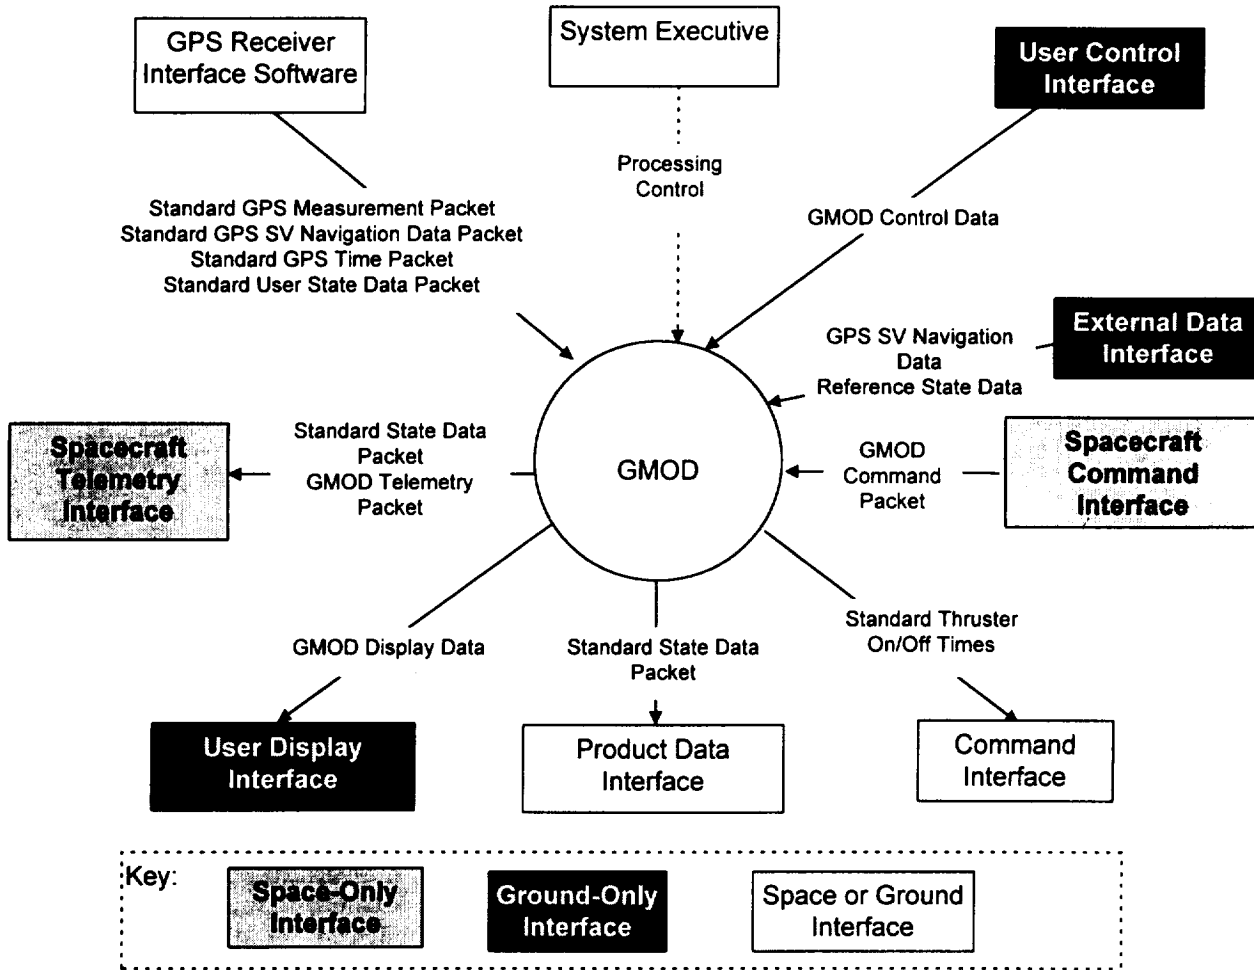 GPS Receiver
Interface Software
System Executive
User Control
Interface
Processing
Control
Standard GPS Measurement Packet
Standard GPS SV Navigation Data Packet
Standard GPS Time Packet
Standard User State Data Packet
GMOD Control Data
GPS SV Navigation
Data
Reference State Data
External Data
Interface
Spacecraft
Telemetry
Interface
Standard State Data
Packet
GMOD Telemetry
Packet
GMOD
GMOD
Command
Packet
Spacecraft
Command
Interface
GMOD Display Data
Standard State Data
Packet
Standard Thruster
On/Off Times
User Display
Interface
Product Data
Interface
Command
Interface
Key:
Space-Only
Interface
Ground-Only
Interface
Space or Ground
Interface